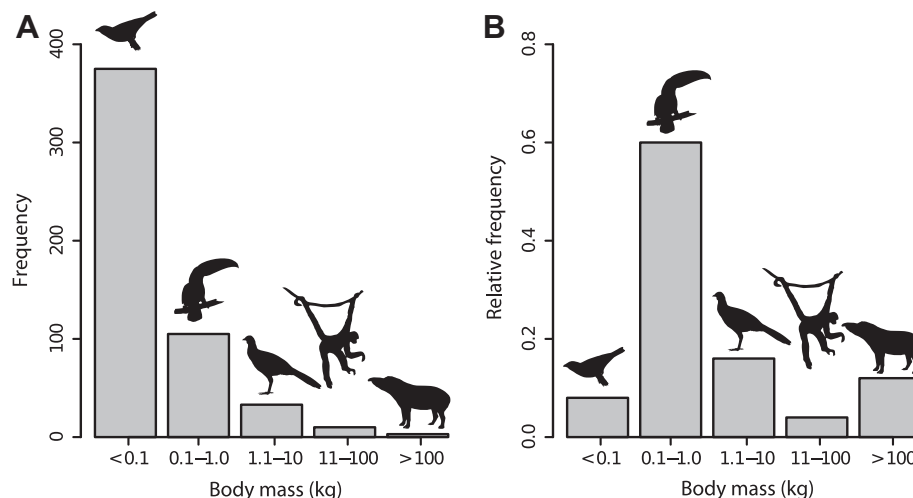 A
Frequency
400
300
200
100
0
<0.1 0.1–1.0 1.1–10 11–100 >100
Body mass (kg)
B
Relative frequency
0.8
0.6
0.4
0.2
0.0
<0.1 0.1–1.0 1.1–10 11–100 >100
Body mass (kg)